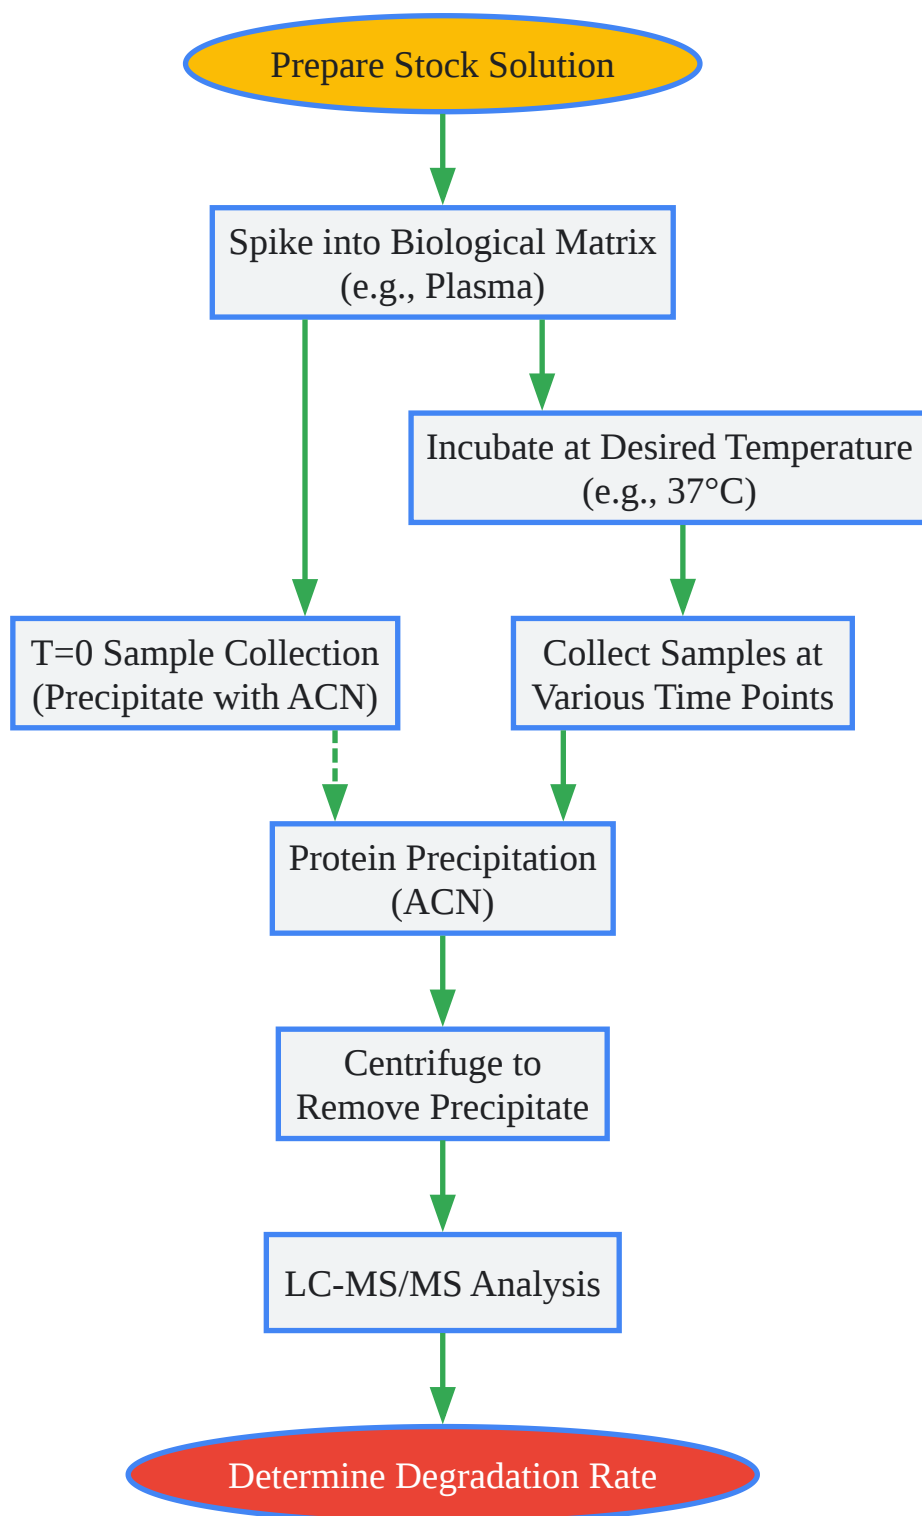 Prepare Stock Solution
Spike into Biological Matrix
(e.g., Plasma)
Incubate at Desired Temperature
(e.g., 37°C)
T=0 Sample Collection
(Precipitate with ACN)
Collect Samples at
Various Time Points
Protein Precipitation
(ACN)
Centrifuge to
Remove Precipitate
LC-MS/MS Analysis
Determine Degradation Rate